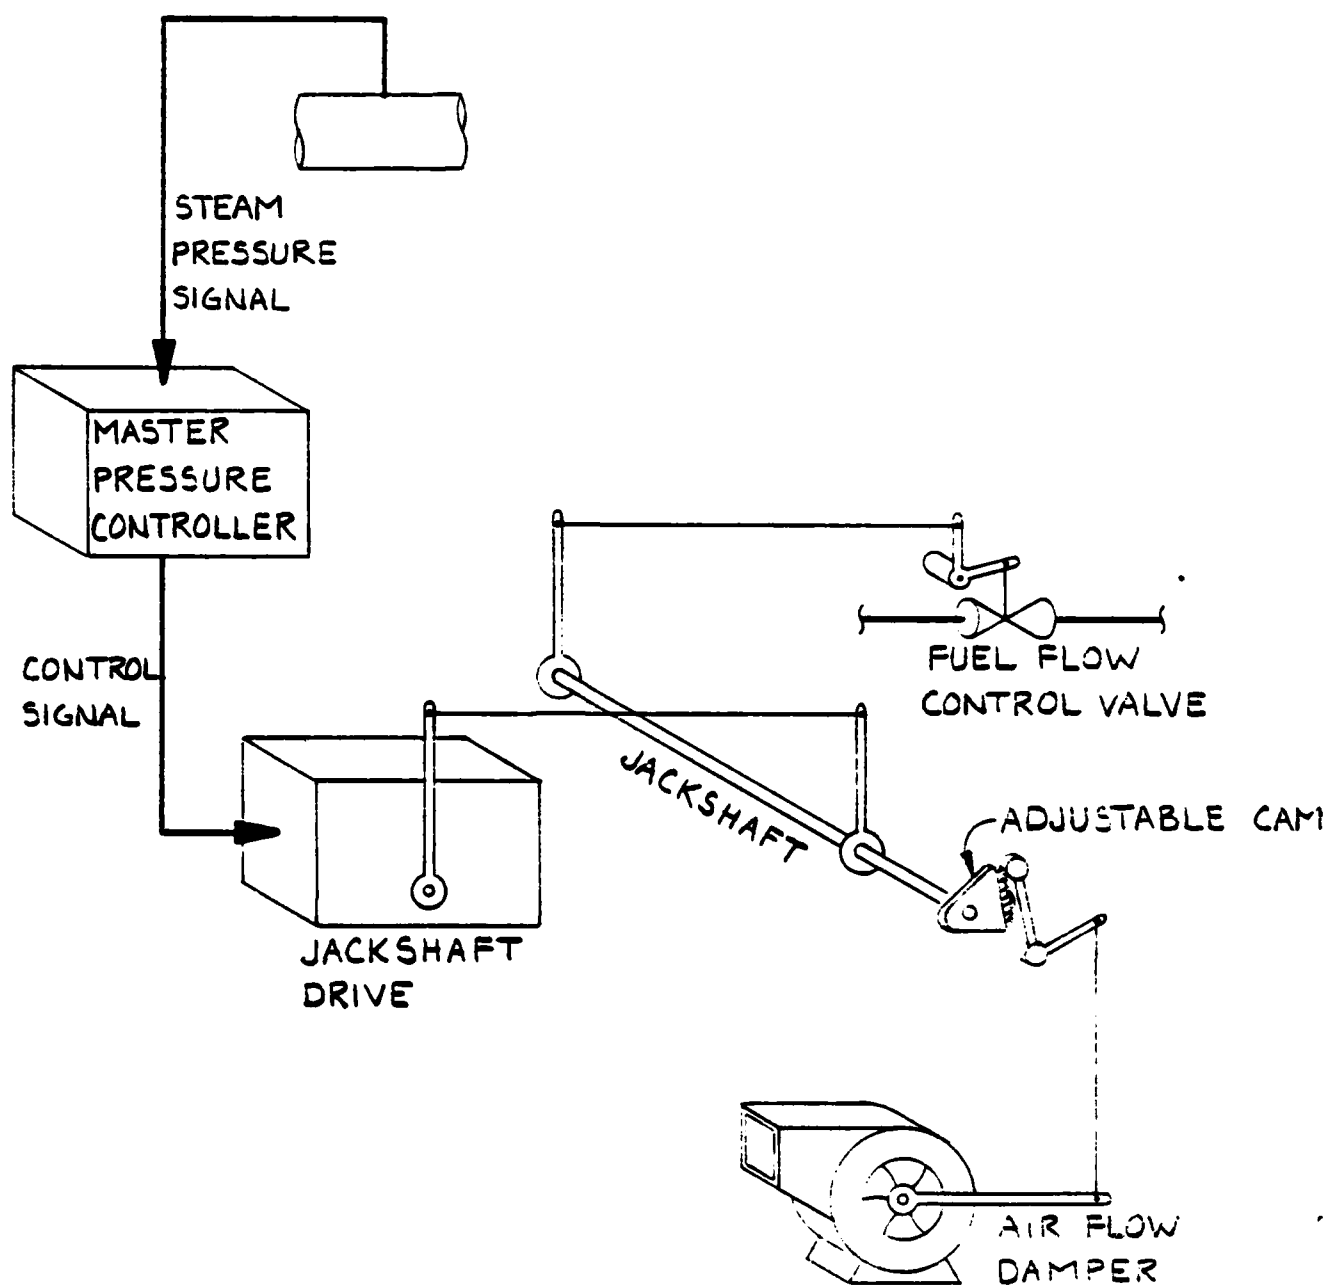 STEAM
PRESSURE
SIGNAL
MASTER
PRESSURE
CONTROLLER
CONTROL
SIGNAL
FUEL FLOW
CONTROL VALVE
JACKSHAFT
ADJUSTABLE CAM
JACKSHAFT
DRIVE
AIR FLOW
DAMPER